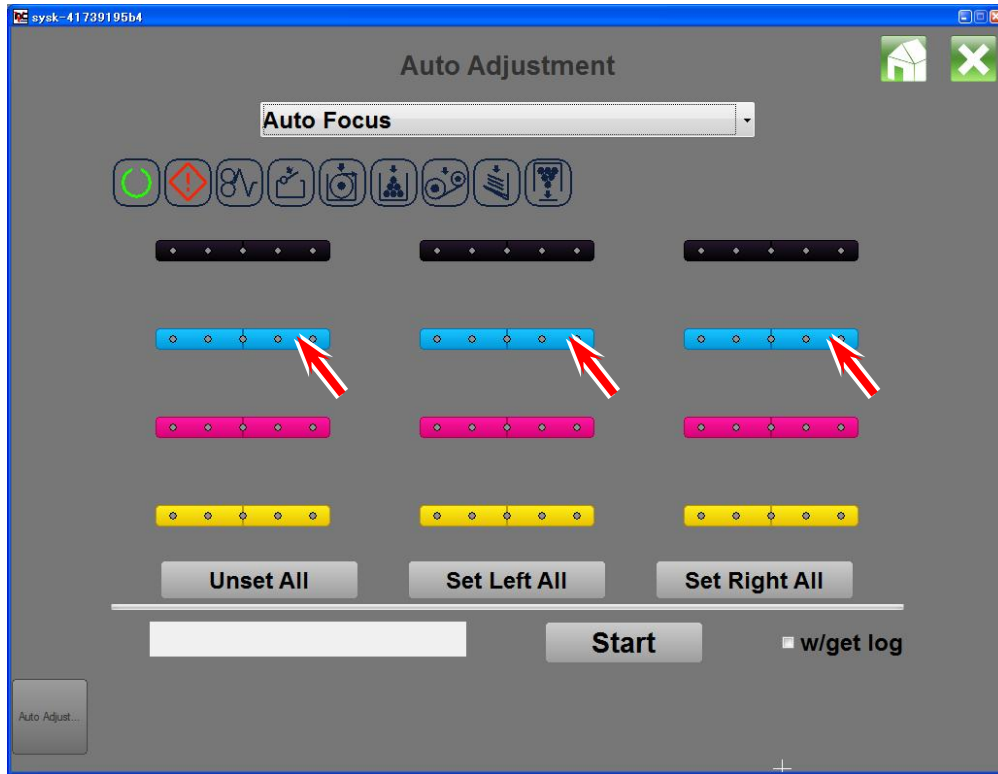 sysk-41739195b4
Auto Adjustment
Auto Focus
Unset All
Set Left All
Set Right All
Start
w/get log
Auto Adjust...